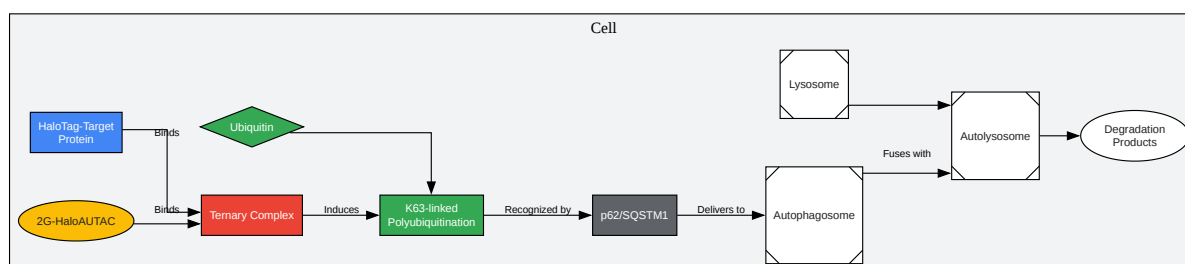 Cell
Lysosome
HaloTag-Target
Protein
Binds
Ubiquitin
Autolysosome
Degradation
Products
Fuses with
2G-HaloAUTAC
Binds
Ternary Complex
Induces
K63-linked
Polyubiquitination
Recognized by
p62/SQSTM1
Delivers to
Autophagosome